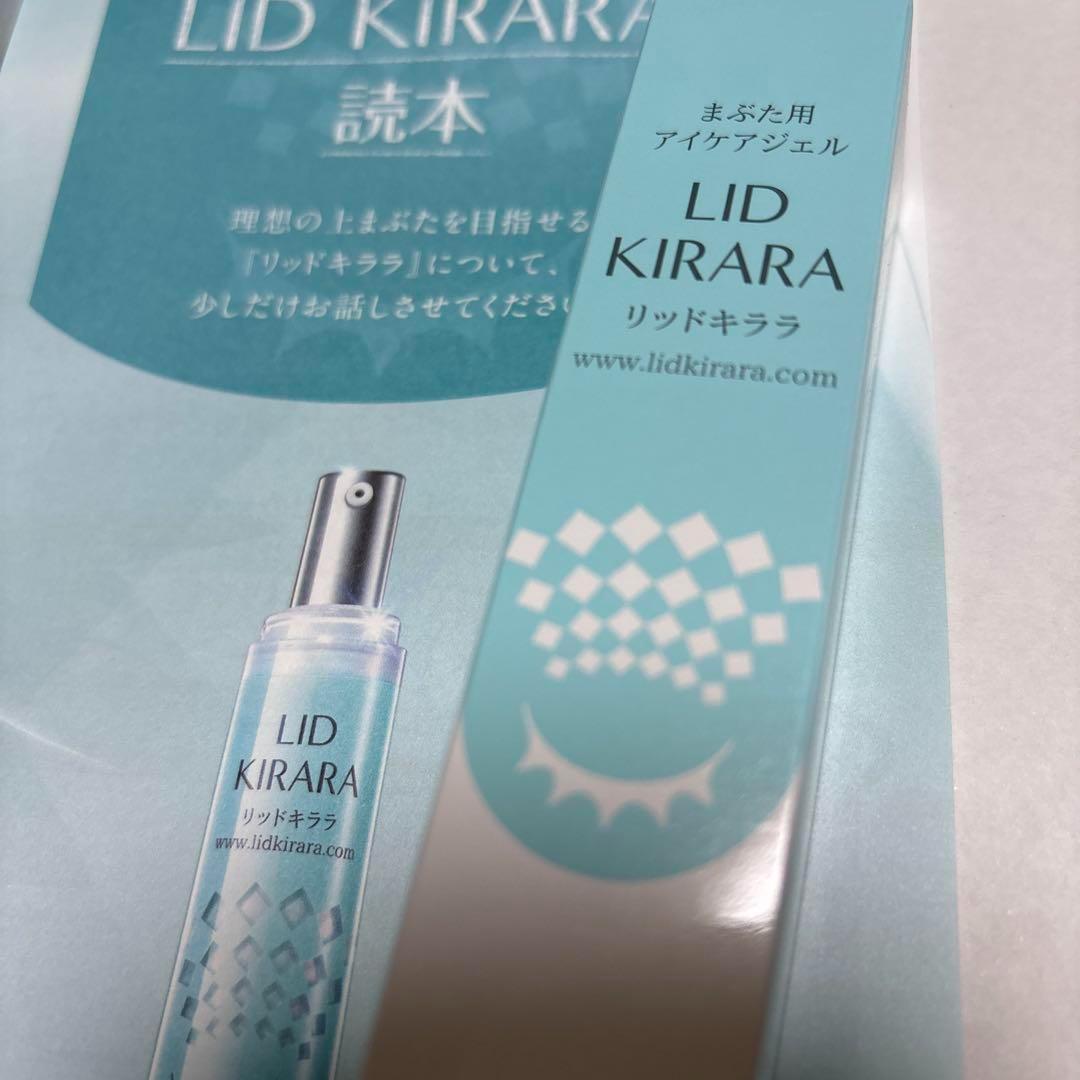 LID KIRARA
読本
理想の上まぶたを目指せる
『リッドキララ』について、
少しだけお話しさせてください
まぶた用
アイケアジェル
LID
KIRARA
リッドキララ
www.lidkirara.com
LID
KIRARA
リッドキララ
www.lidkirara.com